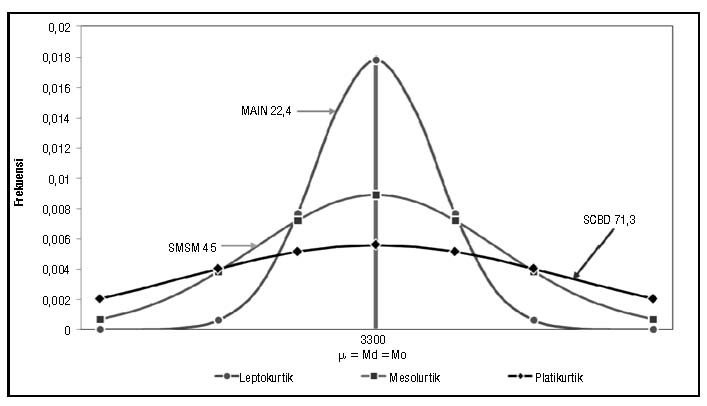 0,02
0,018
0,016
0,014
0,012
0,01
0,008
0,006
0,004
0,002
0
Frekuensi
MAIN 22,4
SMSM 45
SCBD 71,3
3300
μ = Md = Mo
Leptokurtik
Mesolurtik
Platikurtik